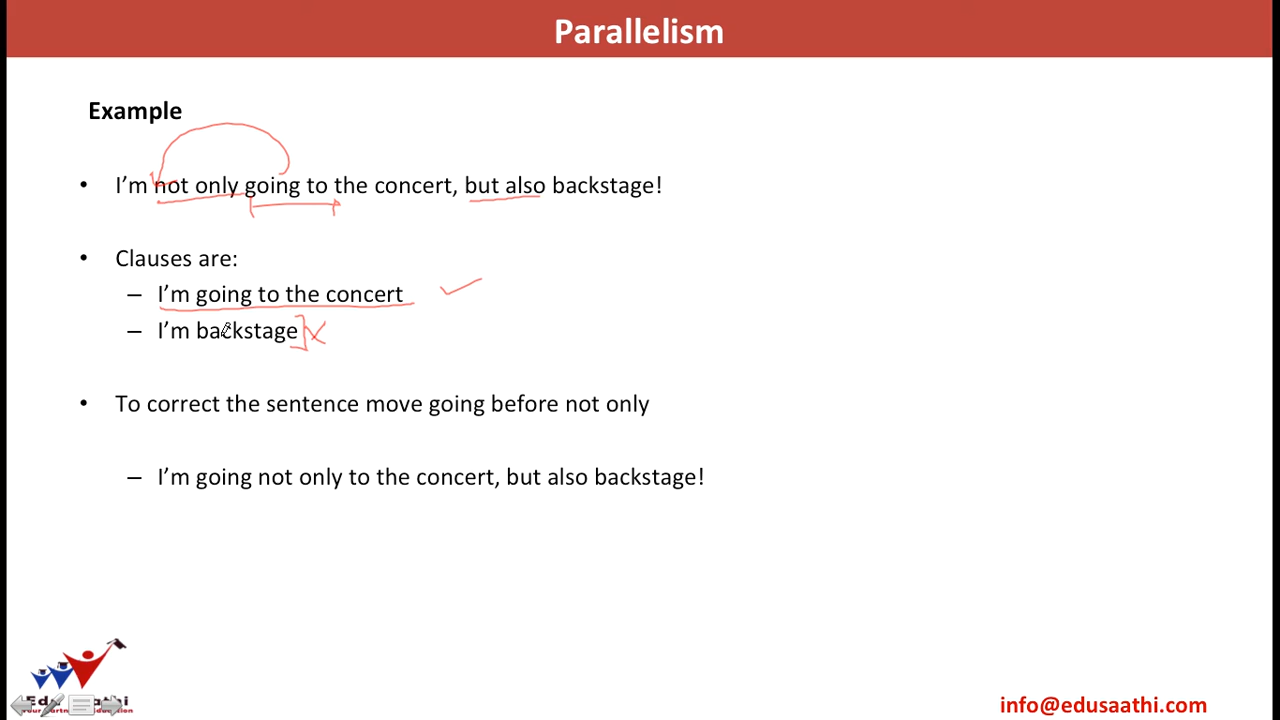 Parallelism
Example
• I'm not only going to the concert, but also backstage!
• Clauses are:
– I'm going to the concert
– I'm backstage
• To correct the sentence move going before not only
– I'm going not only to the concert, but also backstage!
info@edusaathi.com